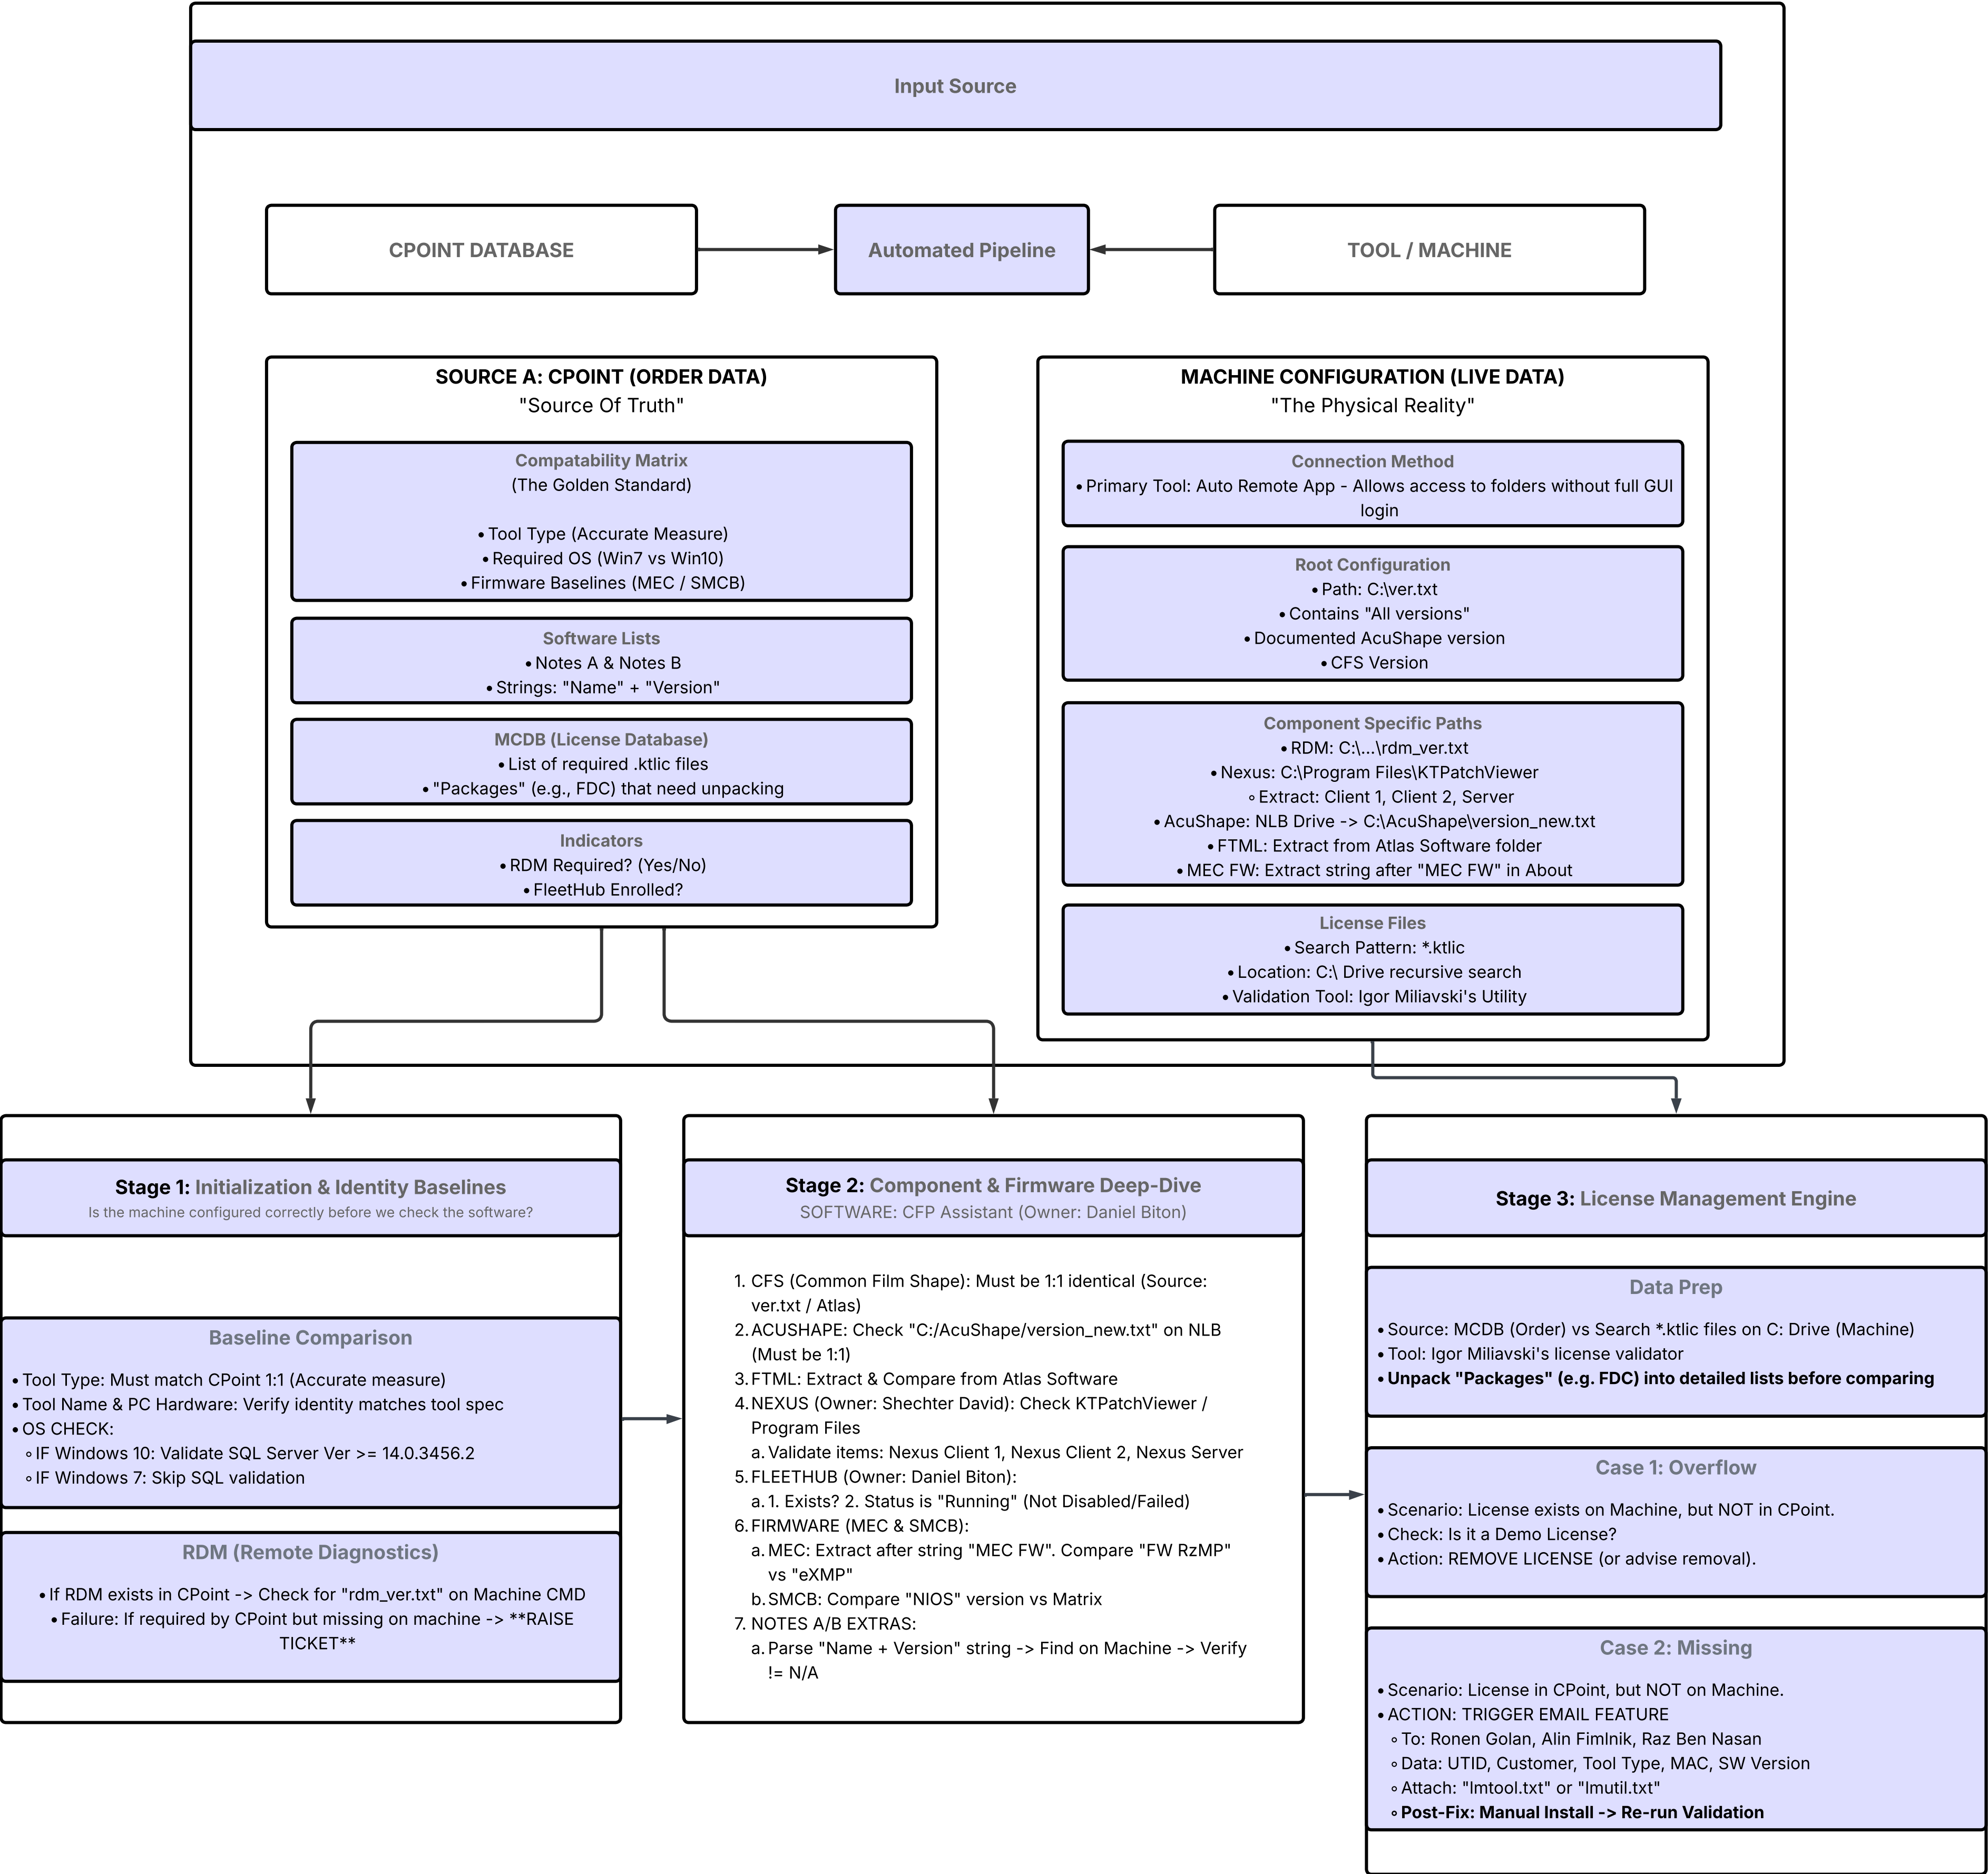 Input Source
CPOINT DATABASE
Automated Pipeline
TOOL / MACHINE
SOURCE A: CPOINT (ORDER DATA)
"Source Of Truth"
Compatability Matrix
(The Golden Standard)
• Tool Type (Accurate Measure)
• Required OS (Win7 vs Win10)
• Firmware Baselines (MEC / SMCB)
Software Lists
• Notes A & Notes B
• Strings: "Name" + "Version"
MCDB (License Database)
• List of required .ktlic files
• "Packages" (e.g., FDC) that need unpacking
Indicators
• RDM Required? (Yes/No)
• FleetHub Enrolled?
MACHINE CONFIGURATION (LIVE DATA)
"The Physical Reality"
Connection Method
• Primary Tool: Auto Remote App - Allows access to folders without full GUI
login
Root Configuration
• Path: C:\ver.txt
• Contains "All versions"
• Documented AcuShape version
• CFS Version
Component Specific Paths
• RDM: C:\...\rdm_ver.txt
• Nexus: C:\Program Files\KTPatchViewer
◦ Extract: Client 1, Client 2, Server
• AcuShape: NLB Drive -> C:\AcuShape\version_new.txt
• FTML: Extract from Atlas Software folder
• MEC FW: Extract string after "MEC FW" in About
License Files
• Search Pattern: *.ktlic
• Location: C:\ Drive recursive search
• Validation Tool: Igor Miliavski's Utility
Stage 1: Initialization & Identity Baselines
Is the machine configured correctly before we check the software?
Baseline Comparison
• Tool Type: Must match CPoint 1:1 (Accurate measure)
• Tool Name & PC Hardware: Verify identity matches tool spec
• OS CHECK:
◦ IF Windows 10: Validate SQL Server Ver >= 14.0.3456.2
◦ IF Windows 7: Skip SQL validation
RDM (Remote Diagnostics)
• If RDM exists in CPoint -> Check for "rdm_ver.txt" on Machine CMD
• Failure: If required by CPoint but missing on machine -> **RAISE
TICKET**
Stage 2: Component & Firmware Deep-Dive
SOFTWARE: CFP Assistant (Owner: Daniel Biton)
1. CFS (Common Film Shape): Must be 1:1 identical (Source:
ver.txt / Atlas)
2. ACUSHAPE: Check "C:/AcuShape/version_new.txt" on NLB
(Must be 1:1)
3. FTML: Extract & Compare from Atlas Software
4. NEXUS (Owner: Shechter David): Check KTPatchViewer /
Program Files
a. Validate items: Nexus Client 1, Nexus Client 2, Nexus Server
5. FLEETHUB (Owner: Daniel Biton):
a. 1. Exists? 2. Status is "Running" (Not Disabled/Failed)
6. FIRMWARE (MEC & SMCB):
a. MEC: Extract after string "MEC FW". Compare "FW RzMP"
vs "eXMP"
b. SMCB: Compare "NIOS" version vs Matrix
7. NOTES A/B EXTRAS:
a. Parse "Name + Version" string -> Find on Machine -> Verify
!= N/A
Stage 3: License Management Engine
Data Prep
• Source: MCDB (Order) vs Search *.ktlic files on C: Drive (Machine)
• Tool: Igor Miliavski's license validator
• Unpack "Packages" (e.g. FDC) into detailed lists before comparing
Case 1: Overflow
• Scenario: License exists on Machine, but NOT in CPoint.
• Check: Is it a Demo License?
• Action: REMOVE LICENSE (or advise removal).
Case 2: Missing
• Scenario: License in CPoint, but NOT on Machine.
• ACTION: TRIGGER EMAIL FEATURE
◦ To: Ronen Golan, Alin Fimlnik, Raz Ben Nasan
◦ Data: UTID, Customer, Tool Type, MAC, SW Version
◦ Attach: "lmtool.txt" or "lmutil.txt"
◦ Post-Fix: Manual Install -> Re-run Validation